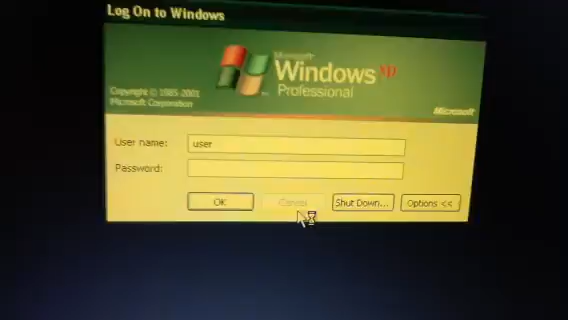 Log On to Windows
Copyright © 1985-2001
Microsoft Corporation
Microsoft
Windows xp
Professional
Microsoft
User name:
user
Password:
OK
Cancel
Shut Down...
Options <<